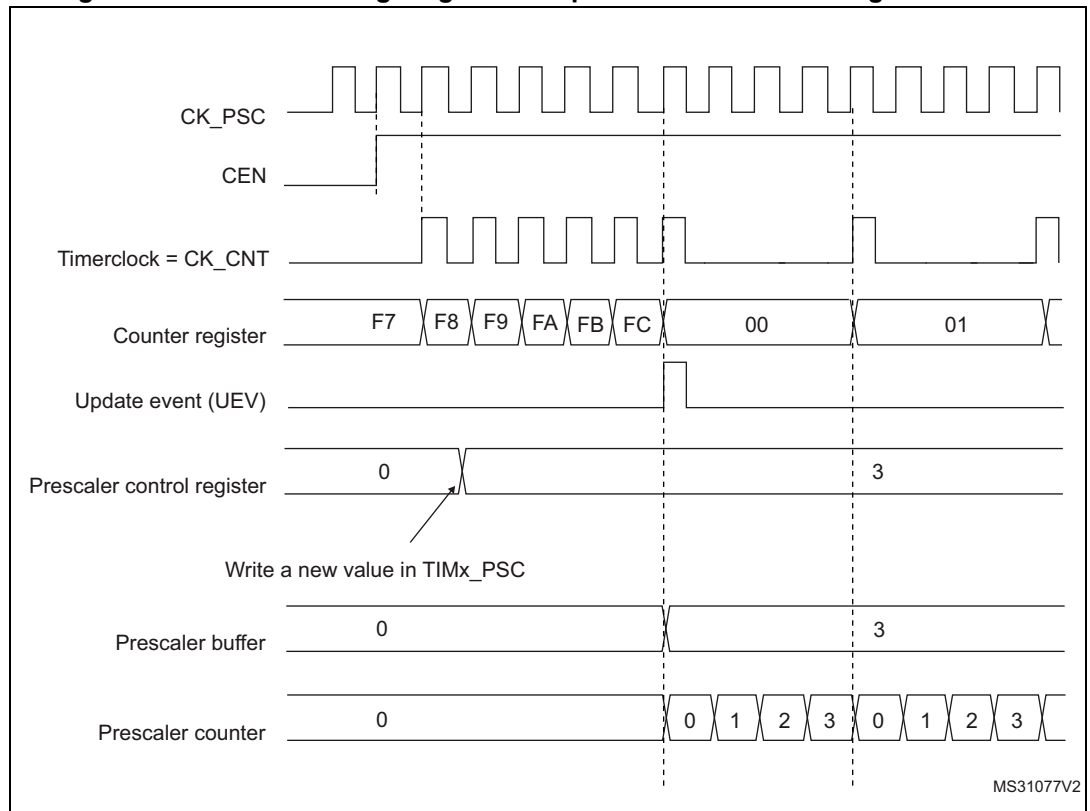 CK_PSC
CEN
Timerclock = CK_CNT
Counter register F7 F8 F9 FA FB FC 00 01
Update event (UEV)
Prescaler control register 0 3
Write a new value in TIMx_PSC
Prescaler buffer 0 3
Prescaler counter 0 0 1 2 3 0 1 2 3
MS31077V2